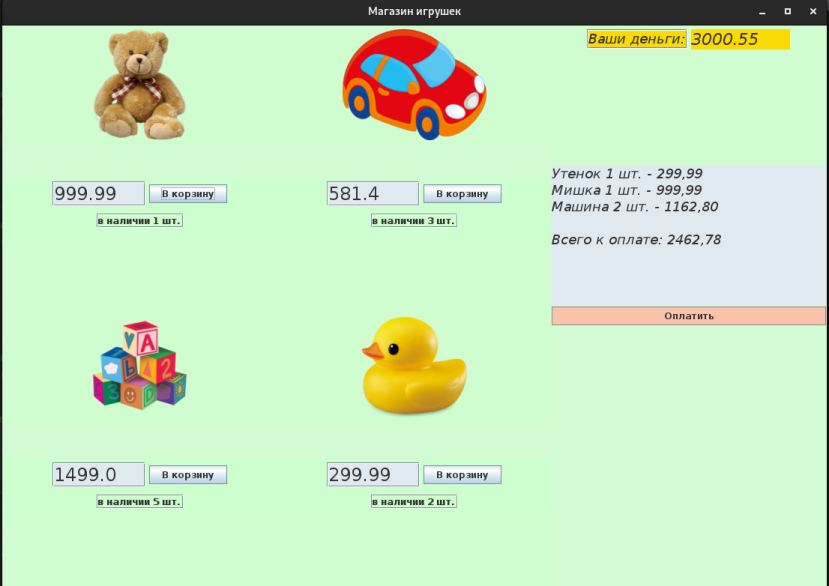 Магазин игрушек
Ваши деньги: 3000.55
999.99 В корзину
в наличии 1 шт.
581.4 В корзину
в наличии 3 шт.
Утенок 1 шт. - 299,99
Мишка 1 шт. - 999,99
Машина 2 шт. - 1162,80
Всего к оплате: 2462,78
Оплатить
1499.0 В корзину
в наличии 5 шт.
299.99 В корзину
в наличии 2 шт.